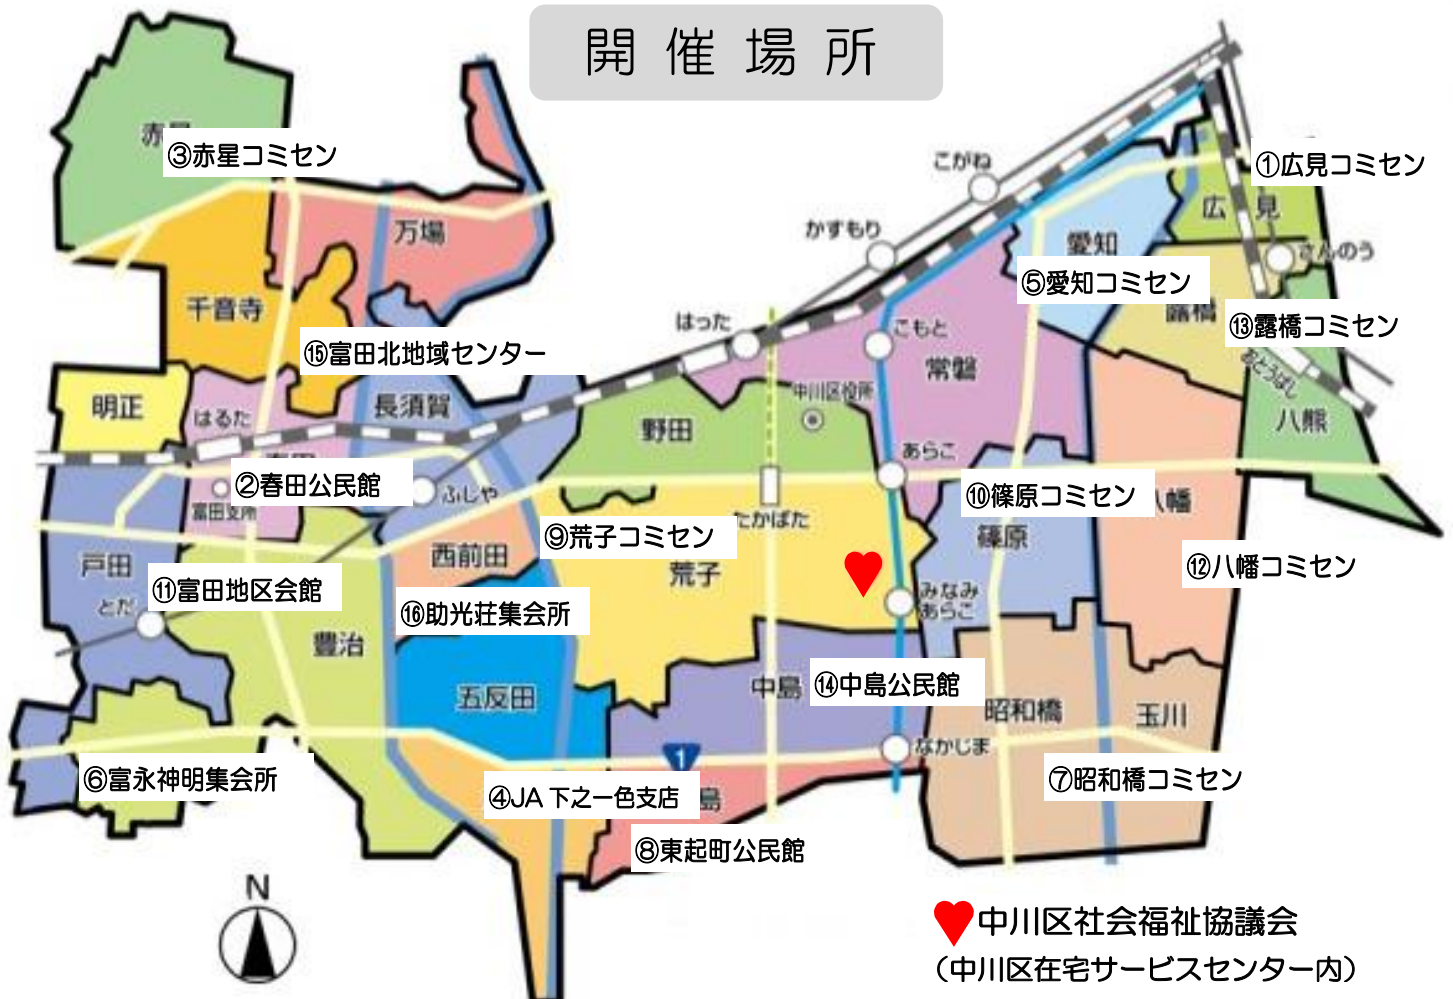 開催場所
③赤星コミセン
①広見コミセン
こがね
広見
万場
かすもり
愛知
さんのう
⑤愛知コミセン
千音寺
露橋
はった
こもと
⑬露橋コミセン
⑮富田北地域センター
常磐
おとうばし
明正
はるた
長須賀
中川区役所
野田
八熊
あらこ
②春田公民館
ふしや
⑩篠原コミセン
八幡
富田支所
たかばた
⑨荒子コミセン
篠原
西前田
戸田
荒子
⑫八幡コミセン
⑪富田地区会館
とだ
みなみ
あらこ
⑯助光荘集会所
豊治
中島
⑭中島公民館
五反田
昭和橋
玉川
なかじま
1
⑥富永神明集会所
⑦昭和橋コミセン
④JA下之一色支店
島
⑧東起町公民館
N
中川区社会福祉協議会
（中川区在宅サービスセンター内）